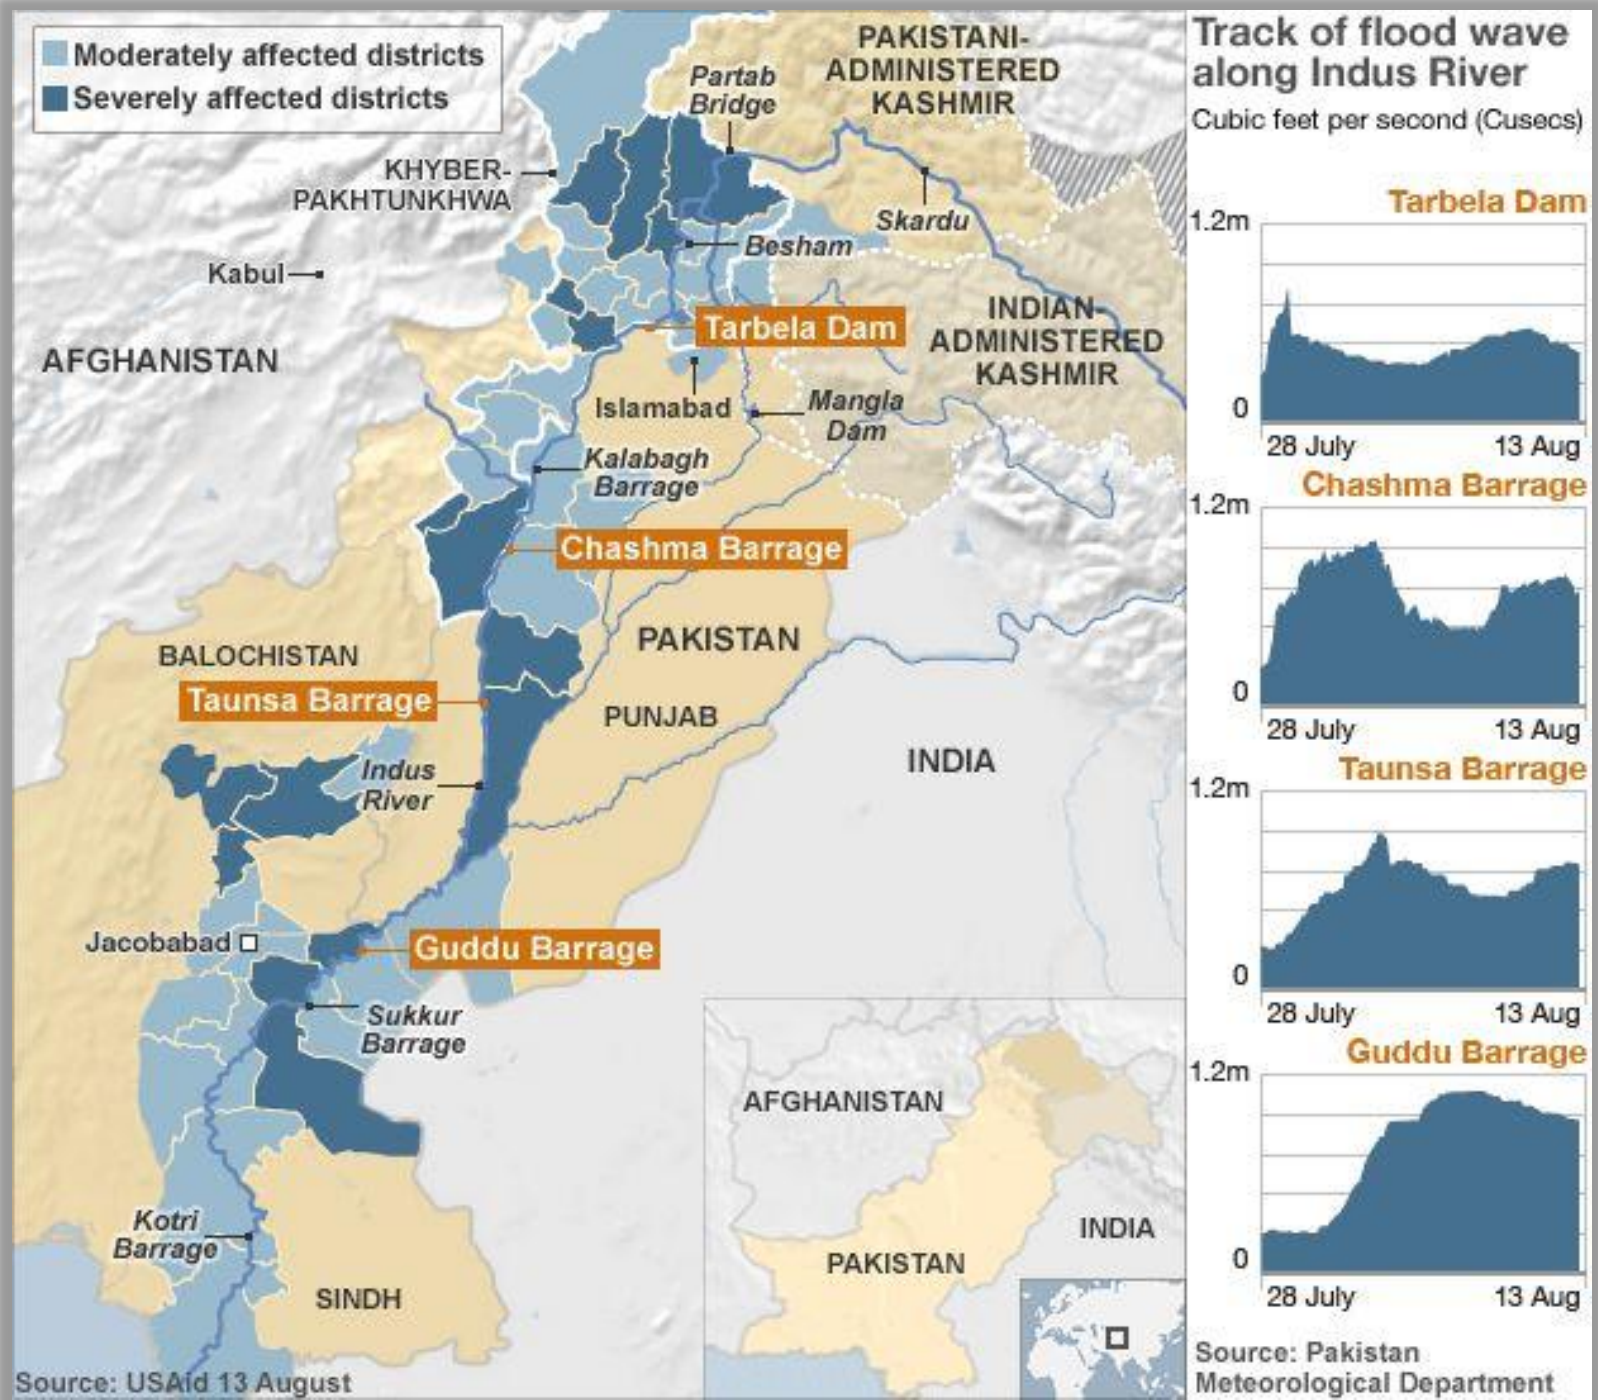 Moderately affected districts
Severely affected districts
PAKISTANI-
ADMINISTERED
KASHMIR
Partab
Bridge
KHYBER-
PAKHTUNKHWA
Skardu
Besham
Kabul
INDIAN-
ADMINISTERED
KASHMIR
Tarbela Dam
AFGHANISTAN
Islamabad
Mangla
Dam
Kalabagh
Barrage
Chashma Barrage
PAKISTAN
BALOCHISTAN
Taunsa Barrage
PUNJAB
INDIA
Indus
River
Jacobabad
Guddu Barrage
Sukkur
Barrage
Kotri
Barrage
SINDH
Source: USAid 13 August
AFGHANISTAN
INDIA
PAKISTAN
Track of flood wave
along Indus River
Cubic feet per second (Cusecs)
Tarbela Dam
1.2m
0
28 July 13 Aug
Chashma Barrage
1.2m
0
28 July 13 Aug
Taunsa Barrage
1.2m
0
28 July 13 Aug
Guddu Barrage
1.2m
0
28 July 13 Aug
Source: Pakistan
Meteorological Department